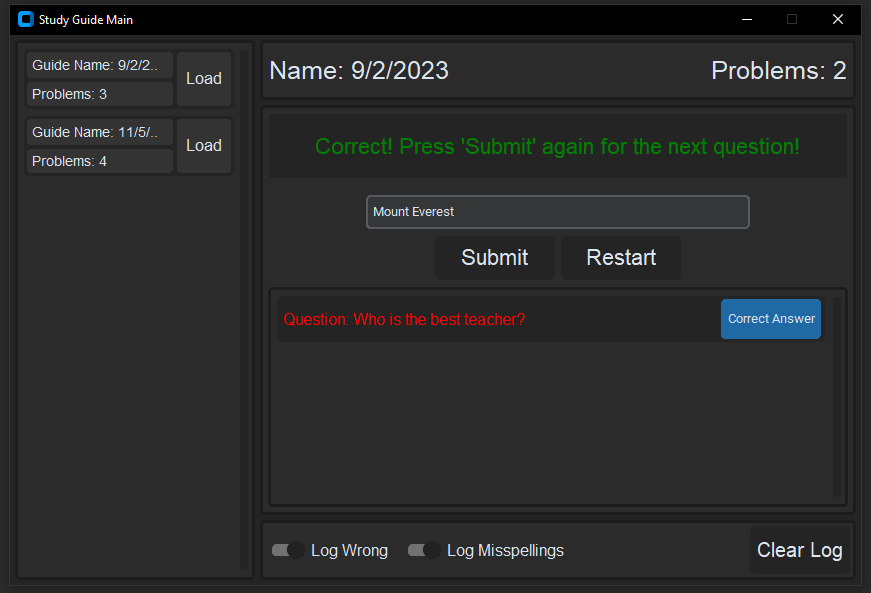 Study Guide Main
Guide Name: 9/2/2..
Problems: 3
Load
Guide Name: 11/5/..
Problems: 4
Load
Name: 9/2/2023
Problems: 2
Correct! Press 'Submit' again for the next question!
Mount Everest
Submit
Restart
Question: Who is the best teacher?
Correct Answer
Log Wrong
Log Misspellings
Clear Log